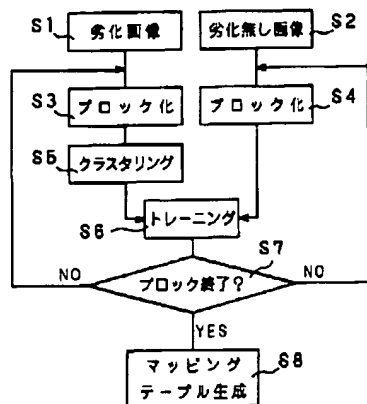 S1
劣化画像
劣化無し画像
S2
S3
ブロック化
ブロック化
S4
S5
クラスタリング
トレーニング
S6
S7
NO
ブロック終了?
NO
YES
マッピング
テーブル生成
S8